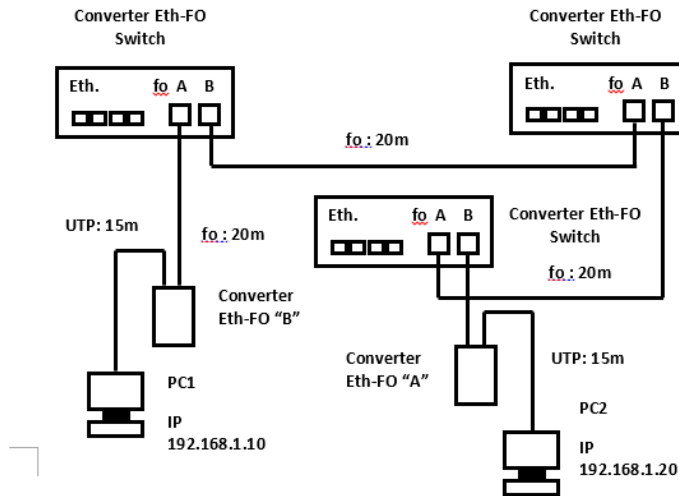 Converter Eth-FO
Switch
Eth. fo A B
Converter Eth-FO
Switch
Eth. fo A B
fo : 20m
Eth. fo A B
Converter Eth-FO
Switch
UTP: 15m
fo : 20m
fo : 20m
Converter
Eth-FO “B”
Converter
Eth-FO “A”
UTP: 15m
PC1
IP
192.168.1.10
PC2
IP
192.168.1.20